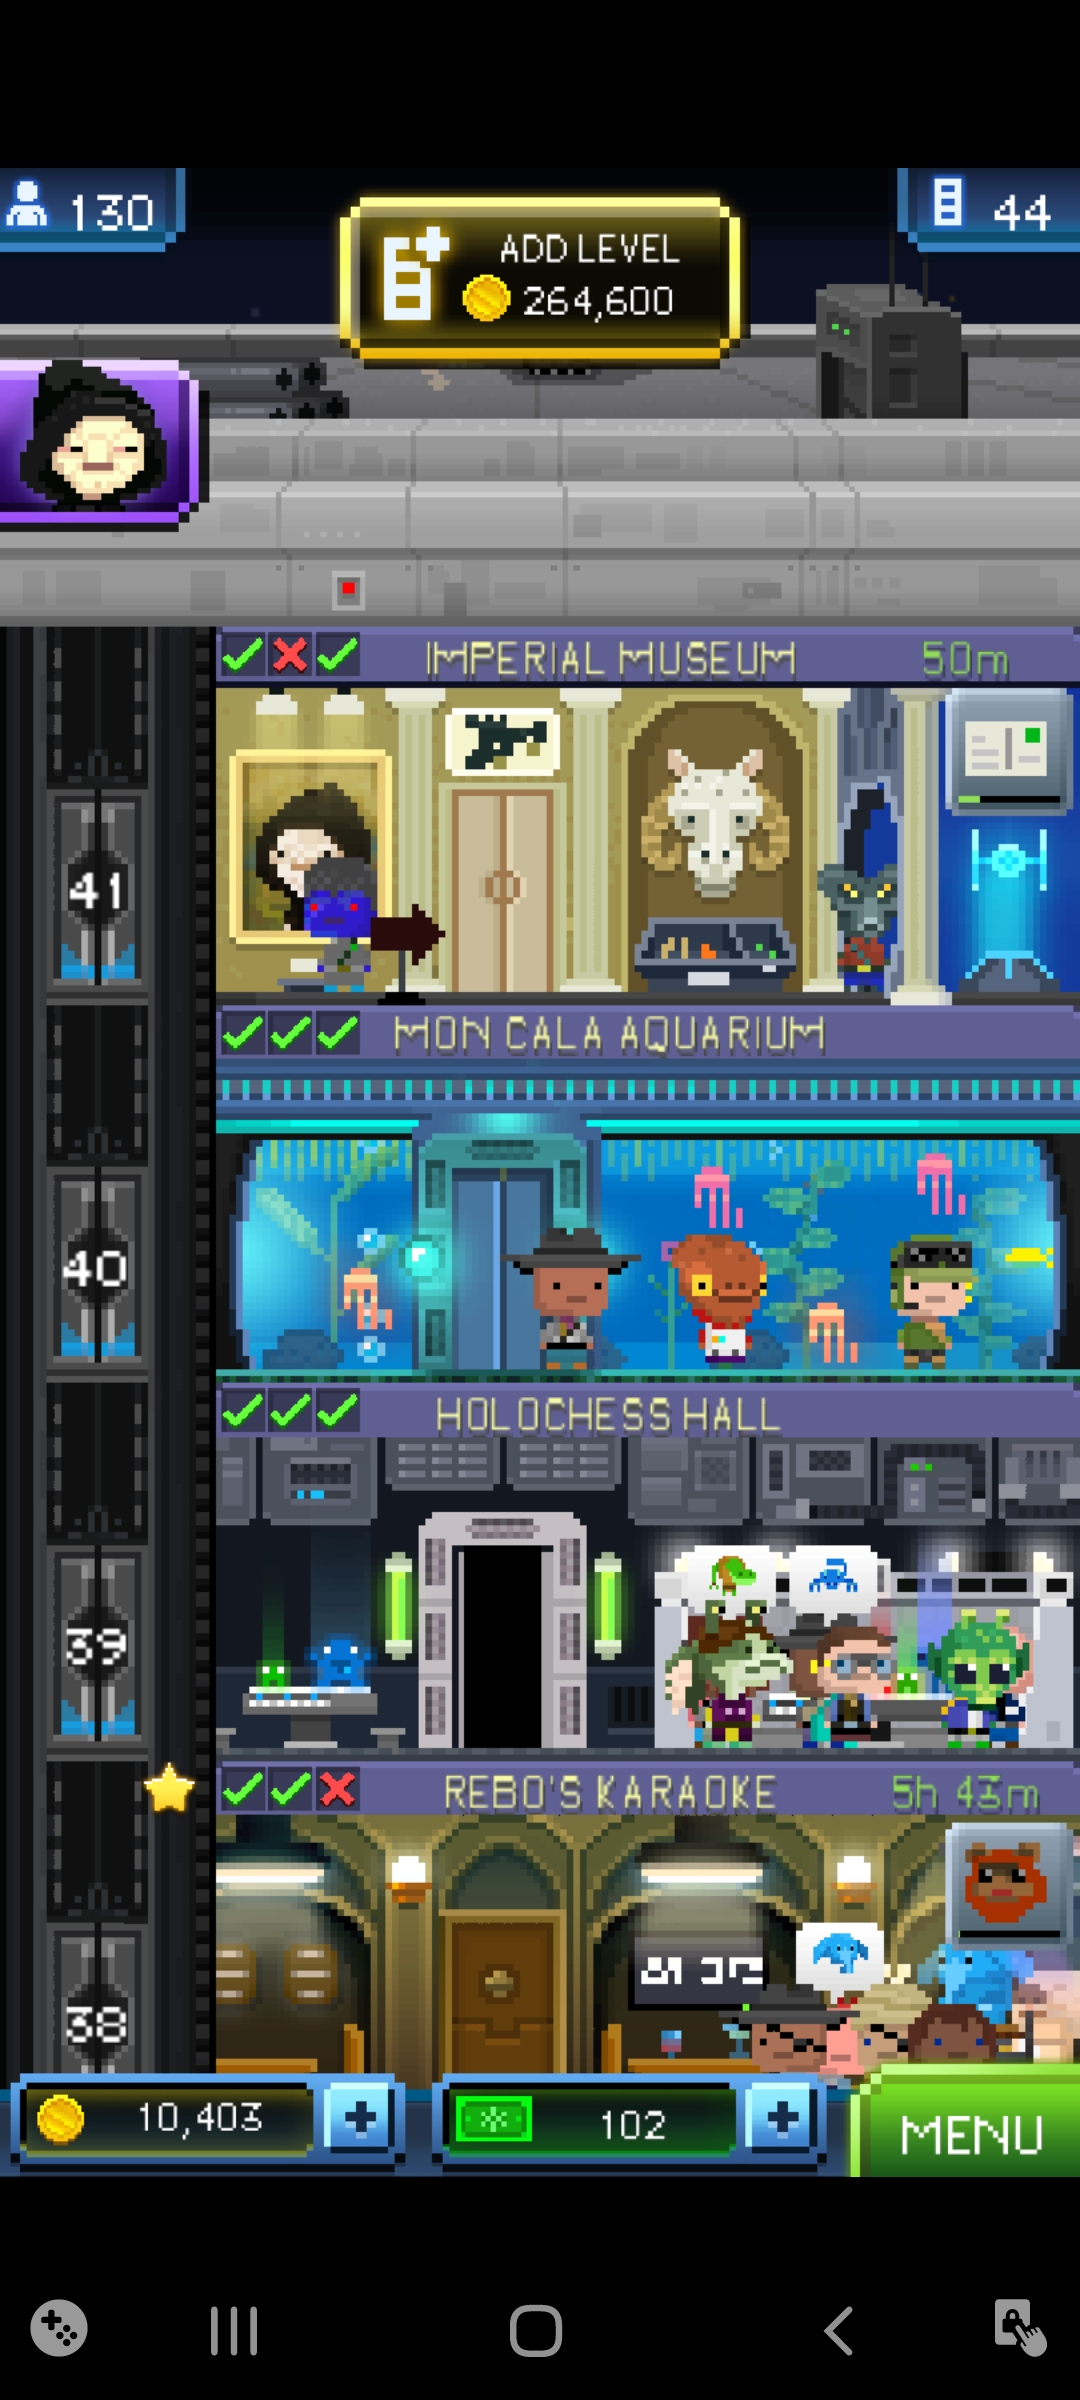 130
ADD LEVEL
264,600
44
IMPERIAL MUSEUM 50m
41
MON CALA AQUARIUM
40
HOLOCHESS HALL
39
REBO'S KARAOKE 5h 43m
38
10,403
102
MENU